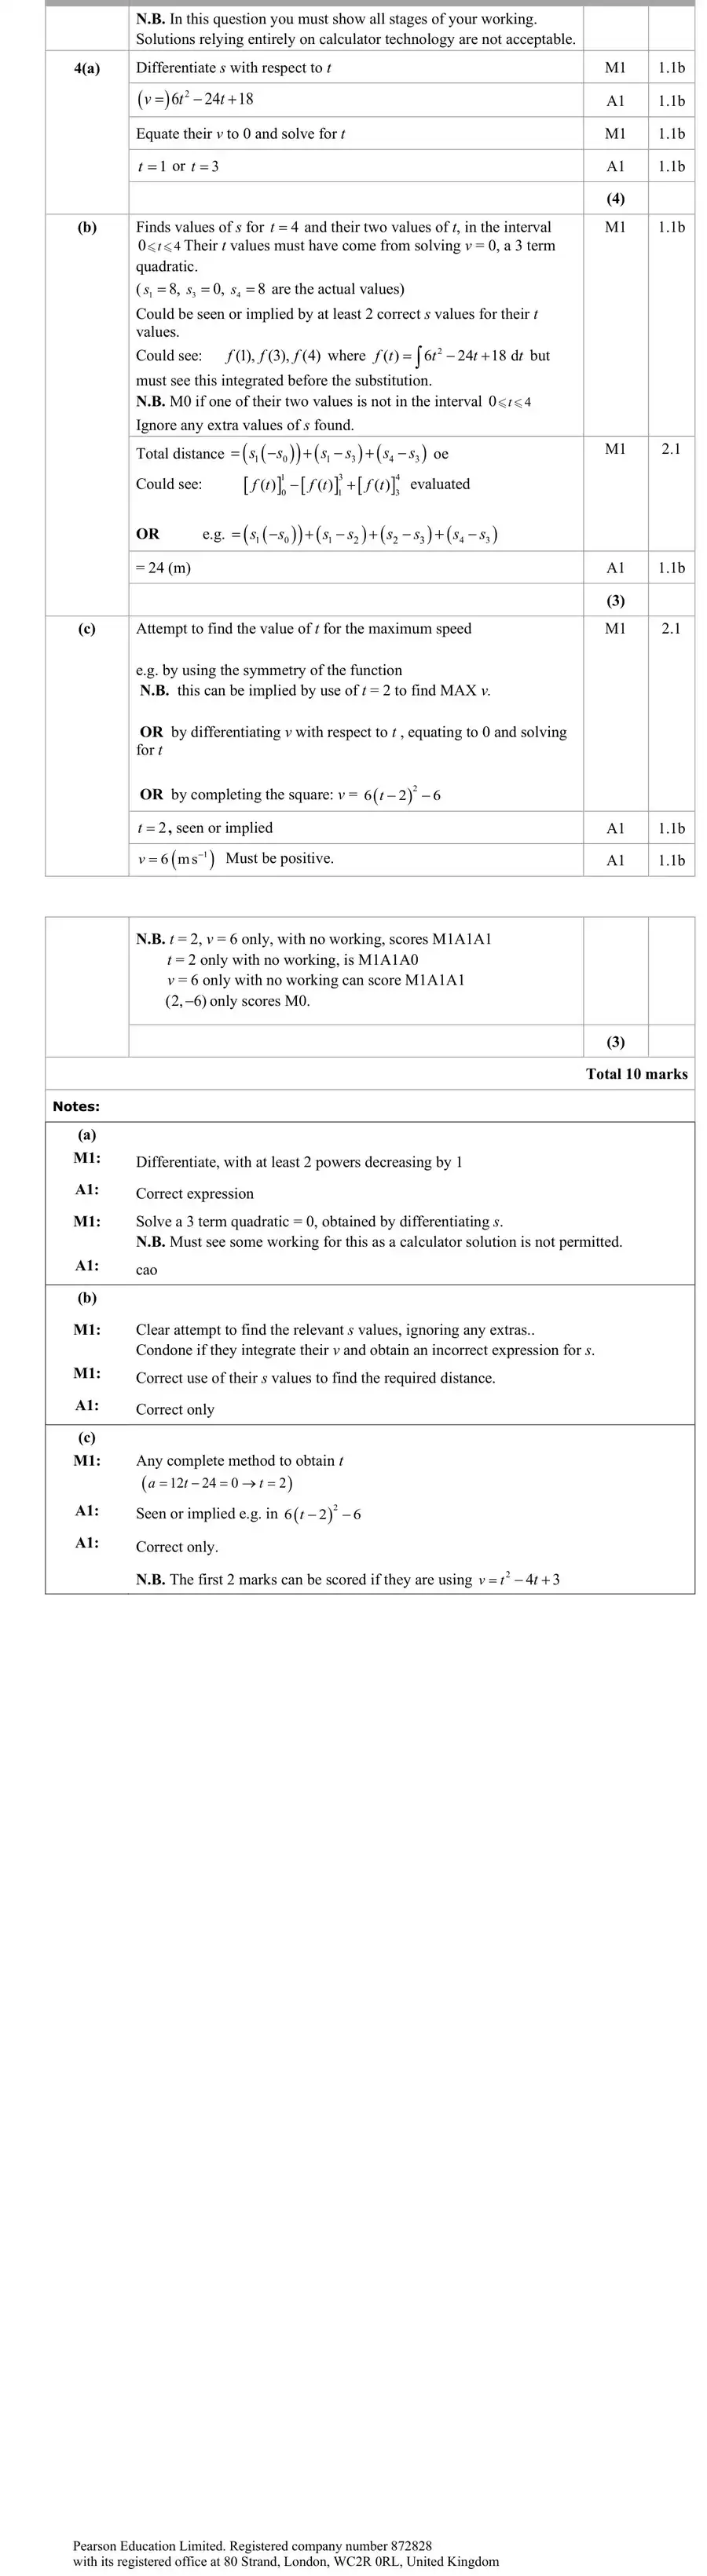 N.B. In this question you must show all stages of your working.
Solutions relying entirely on calculator technology are not acceptable.
4(a) Differentiate s with respect to t M1 1.1b
(v =) 6t² − 24t + 18 A1 1.1b
Equate their v to 0 and solve for t M1 1.1b
t = 1 or t = 3 A1 1.1b
(4)
(b) Finds values of s for t = 4 and their two values of t, in the interval M1 1.1b
0 ⩽ t ⩽ 4 Their t values must have come from solving v = 0, a 3 term
quadratic.
( s₁ = 8, s₃ = 0, s₄ = 8 are the actual values)
Could be seen or implied by at least 2 correct s values for their t
values.
Could see: f(1), f(3), f(4) where f(t) = ∫ 6t² − 24t + 18 dt but
must see this integrated before the substitution.
N.B. M0 if one of their two values is not in the interval 0 ⩽ t ⩽ 4
Ignore any extra values of s found.
Total distance = (s₁(−s₀)) + (s₁ − s₃) + (s₄ − s₃) oe M1 2.1
Could see: [f(t)]₀¹ − [f(t)]₁³ + [f(t)]₃⁴ evaluated
OR e.g. = (s₁(−s₀)) + (s₁ − s₂) + (s₂ − s₃) + (s₄ − s₃)
= 24 (m) A1 1.1b
(3)
(c) Attempt to find the value of t for the maximum speed M1 2.1
e.g. by using the symmetry of the function
N.B. this can be implied by use of t = 2 to find MAX v.
OR by differentiating v with respect to t , equating to 0 and solving
for t
OR by completing the square: v = 6(t − 2)² − 6
t = 2, seen or implied A1 1.1b
v = 6 (m s⁻¹) Must be positive. A1 1.1b
N.B. t = 2, v = 6 only, with no working, scores M1A1A1
t = 2 only with no working, is M1A1A0
v = 6 only with no working can score M1A1A1
(2, −6) only scores M0.
(3)
Total 10 marks
Notes:
(a)
M1: Differentiate, with at least 2 powers decreasing by 1
A1: Correct expression
M1: Solve a 3 term quadratic = 0, obtained by differentiating s.
N.B. Must see some working for this as a calculator solution is not permitted.
A1: cao
(b)
M1: Clear attempt to find the relevant s values, ignoring any extras..
Condone if they integrate their v and obtain an incorrect expression for s.
M1: Correct use of their s values to find the required distance.
A1: Correct only
(c)
M1: Any complete method to obtain t
(a = 12t − 24 = 0 → t = 2)
A1: Seen or implied e.g. in 6(t − 2)² − 6
A1: Correct only.
N.B. The first 2 marks can be scored if they are using v = t² − 4t + 3
Pearson Education Limited. Registered company number 872828
with its registered office at 80 Strand, London, WC2R 0RL, United Kingdom